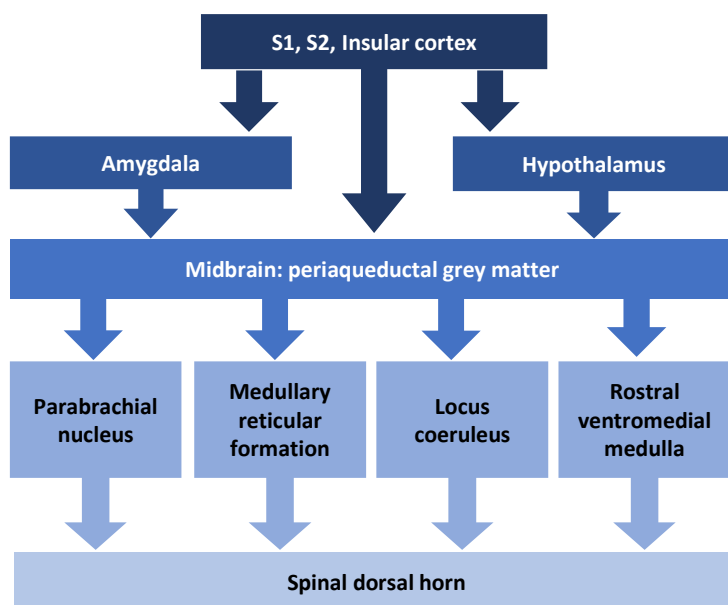 S1, S2, Insular cortex
Amygdala
Hypothalamus
Midbrain: periaqueductal grey matter
Parabrachial
nucleus
Medullary
reticular
formation
Locus
coeruleus
Rostral
ventromedial
medulla
Spinal dorsal horn